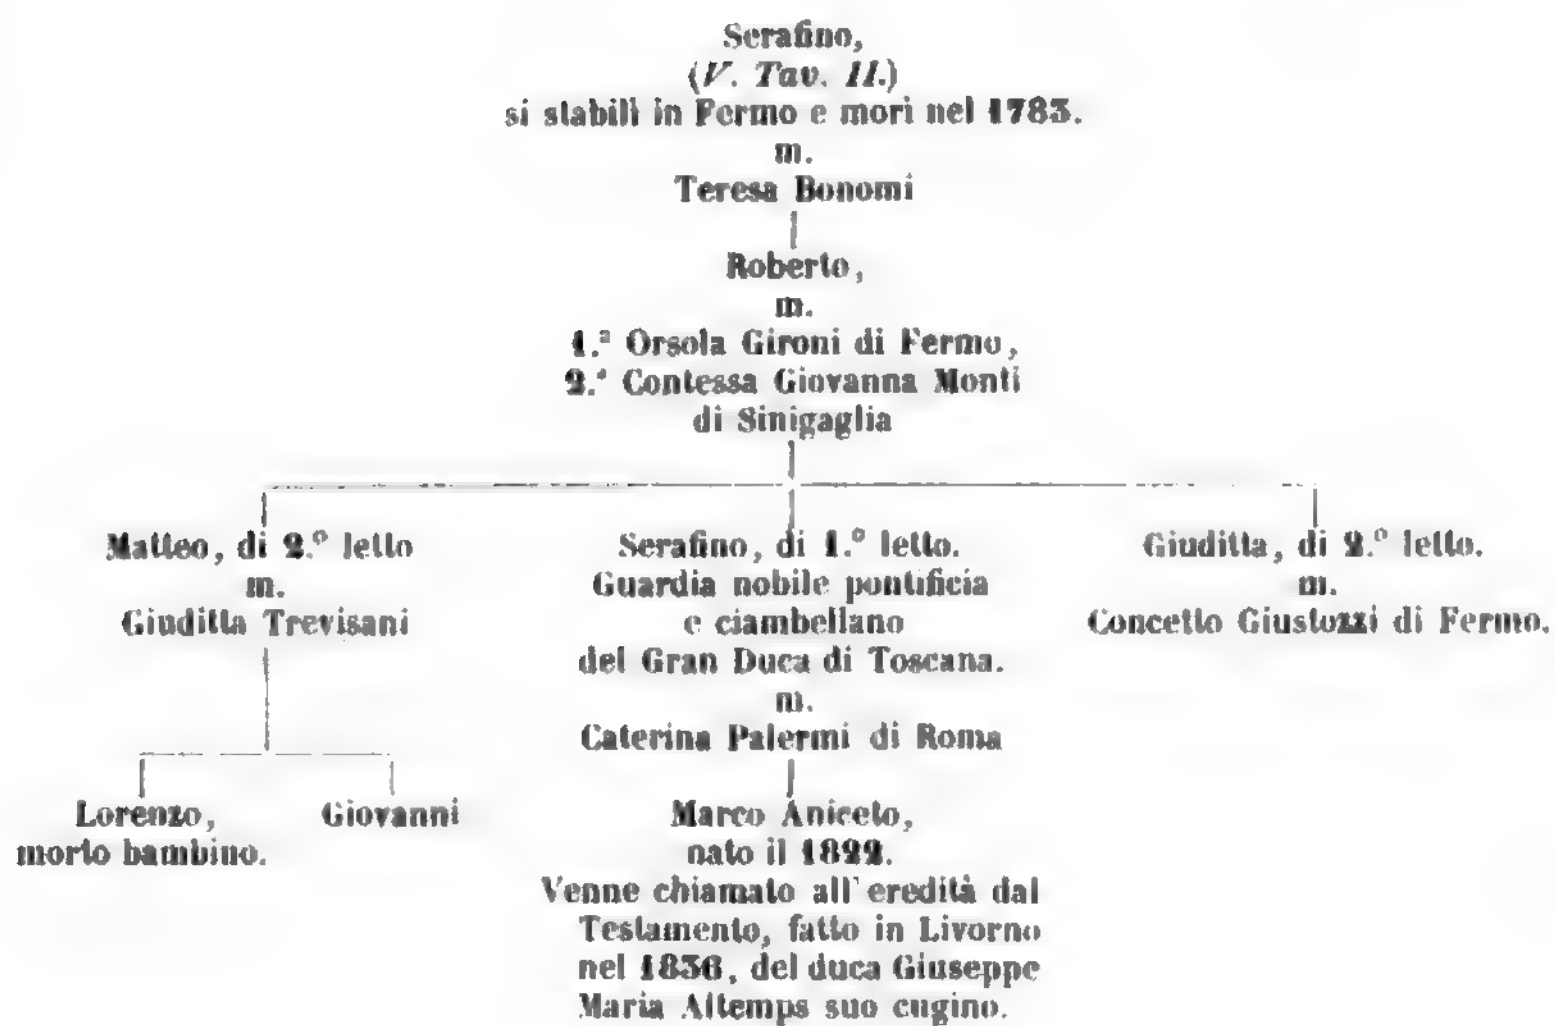 Serafino,
(V. Tav. II.)
si stabilì in Fermo e morì nel 1783.
m.
Teresa Bonomi
Roberto,
m.
1.ª Orsola Gironi di Fermo,
2.ª Contessa Giovanna Monti
di Sinigaglia
Matteo, di 2.º letto
m.
Giuditta Trevisani
Serafino, di 1.º letto.
Guardia nobile pontificia
e ciambellano
del Gran Duca di Toscana.
m.
Caterina Palermi di Roma
Giuditta, di 2.º letto.
m.
Concetto Giustozzi di Fermo.
Lorenzo,
morto bambino.
Giovanni
Marco Aniceto,
nato il 1822.
Venne chiamato all' eredità dal
Testamento, fatto in Livorno
nel 1836, del duca Giuseppe
Maria Altemps suo cugino.